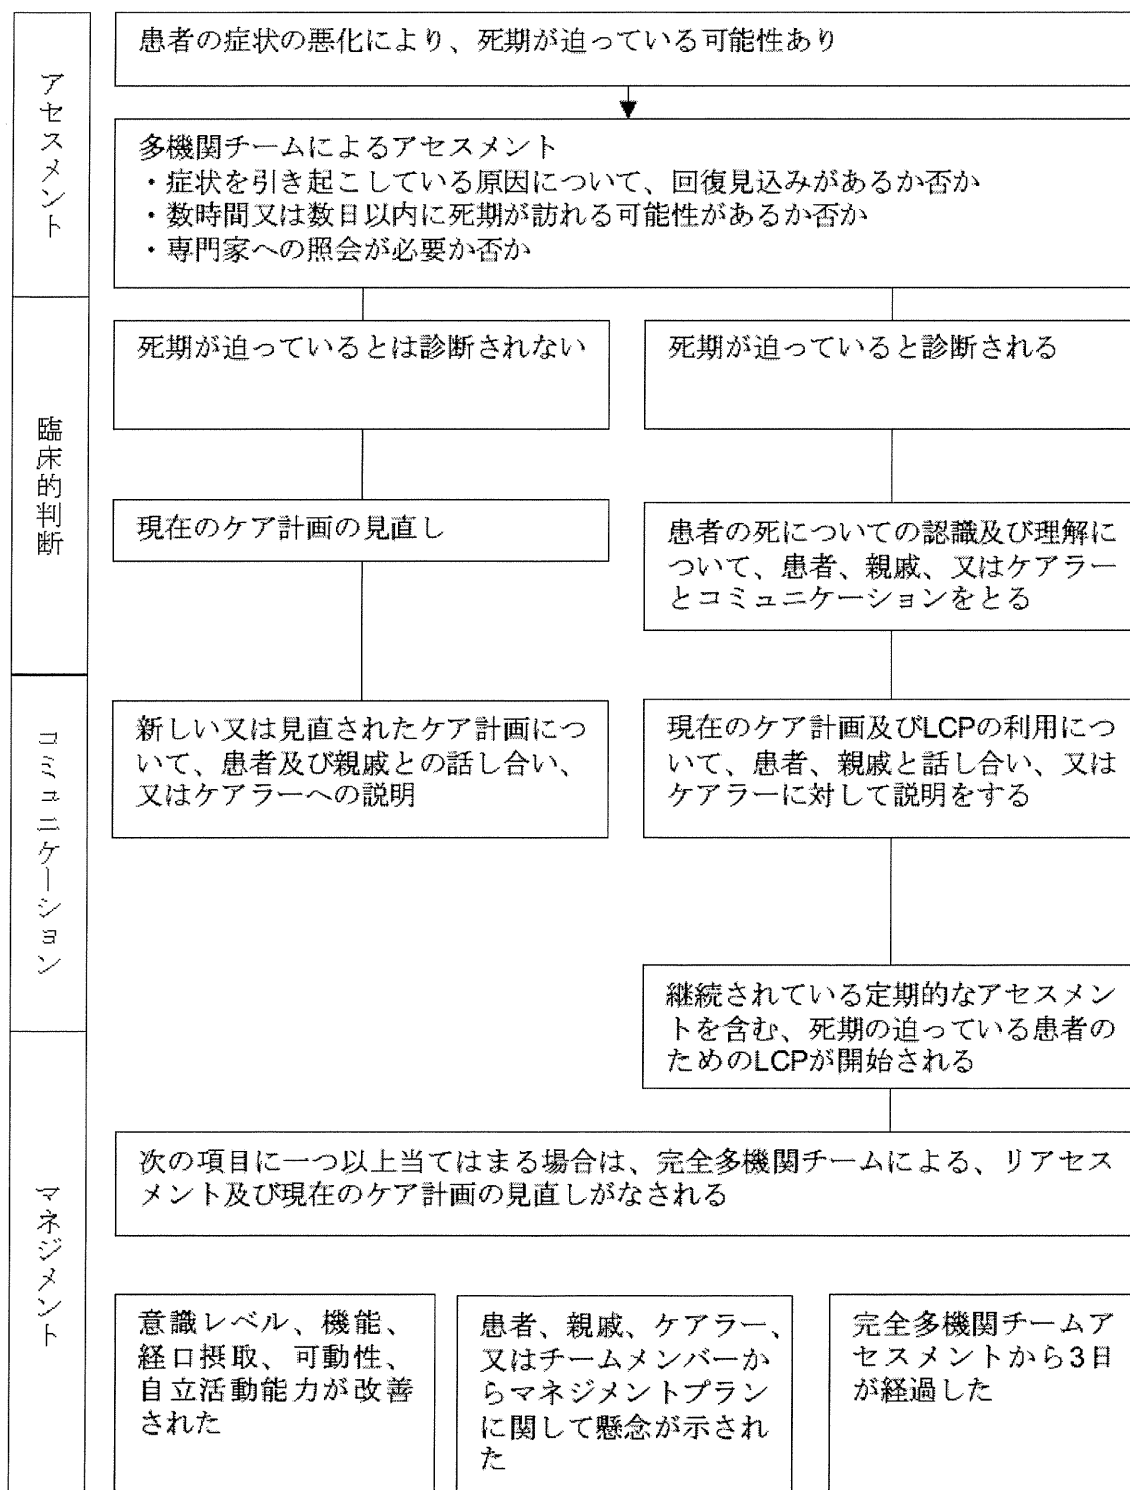 アセスメント
患者の症状の悪化により、死期が迫っている可能性あり
多機関チームによるアセスメント
・症状を引き起こしている原因について、回復見込みがあるか否か
・数時間又は数日以内に死期が訪れる可能性があるか否か
・専門家への照会が必要か否か
臨床的判断
死期が迫っているとは診断されない
死期が迫っていると診断される
現在のケア計画の見直し
患者の死についての認識及び理解に
ついて、患者、親戚、又はケアラー
とコミュニケーションをとる
コミュニケーション
新しい又は見直されたケア計画につ
いて、患者及び親戚との話し合い、
又はケアラーへの説明
現在のケア計画及びLCPの利用につ
いて、患者、親戚と話し合い、又は
ケアラーに対して説明をする
継続されている定期的なアセスメン
トを含む、死期の迫っている患者の
ためのLCPが開始される
マネジメント
次の項目に一つ以上当てはまる場合は、完全多機関チームによる、リアセス
メント及び現在のケア計画の見直しがなされる
意識レベル、機能、
経口摂取、可動性、
自立活動能力が改善
された
患者、親戚、ケアラー、
又はチームメンバーか
らマネジメントプラン
に関して懸念が示され
た
完全多機関チームア
セスメントから3日
が経過した